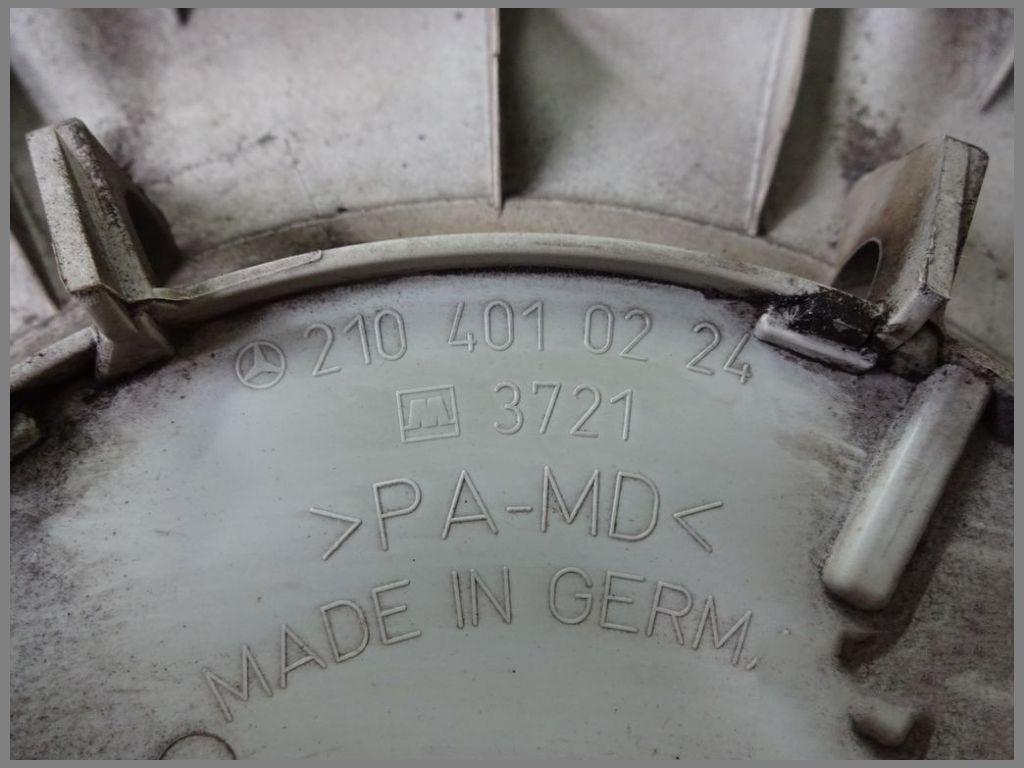 210 401 02 24
3721
>PA-MD<
MADE IN GERM,